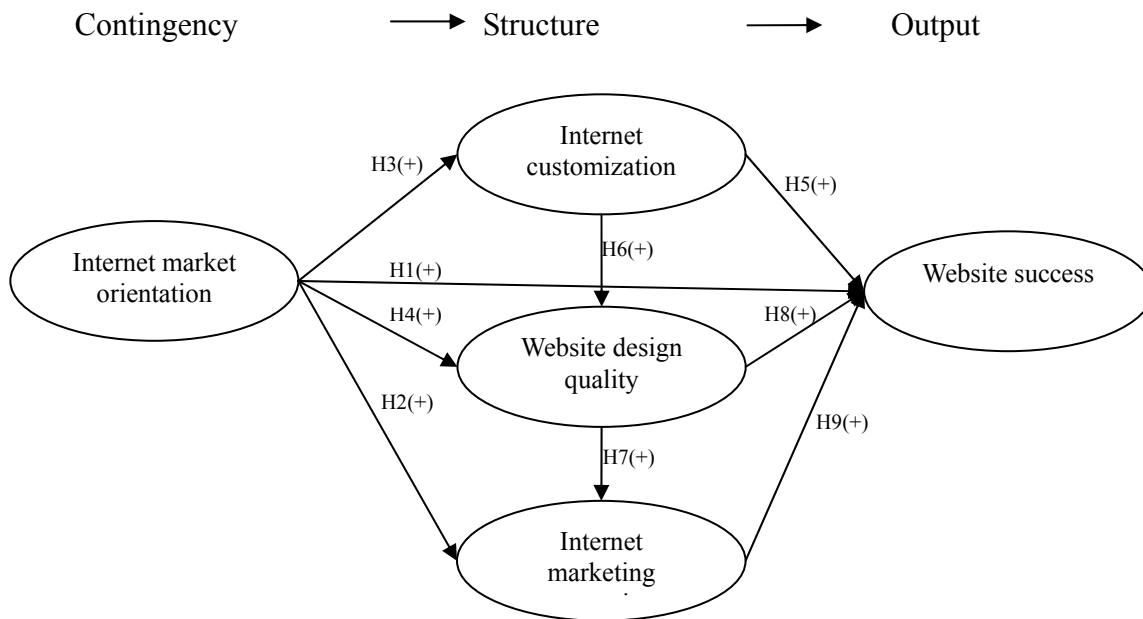 Contingency
Structure
Output
Internet
customization
H3(+)
H5(+)
H6(+)
Internet market
orientation
H1(+)
Website success
H4(+)
H8(+)
Website design
quality
H2(+)
H9(+)
H7(+)
Internet
marketing